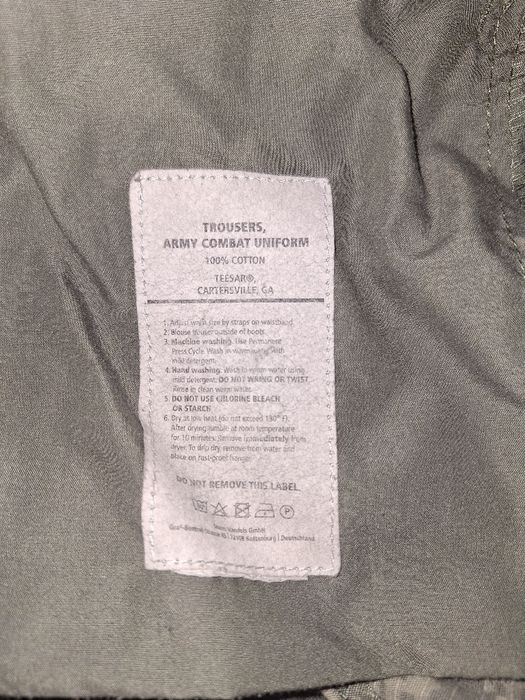 TROUSERS,
ARMY COMBAT UNIFORM
100% COTTON
TEESAR®,
CARTERSVILLE, GA
1. Adjust waist size by straps on waistband.
2. Blouse trouser outside of boots.
3. Machine washing. Use Permanent
Press Cycle. Wash in warm water with
mild detergent.
4. Hand washing. Wash in warm water using
mild detergent. DO NOT WRING OR TWIST.
Rinse in clean warm water.
5. DO NOT USE CHLORINE BLEACH
OR STARCH
6. Dry at low heat (do not exceed 130° F).
After drying tumble at room temperature
for 10 minutes. Remove immediately from
dryer. To drip dry, remove from water and
place on rust-proof hanger.
DO NOT REMOVE THIS LABEL.
P
Handels GmbH
Deutschland